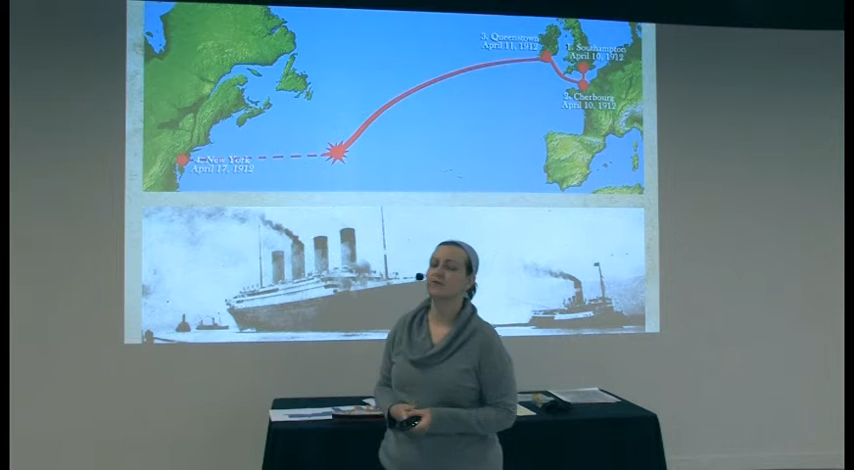 3. Queenstown
April 11, 1912
1. Southampton
April 10, 1912
2. Cherbourg
April 10, 1912
4. New York
April 17, 1912